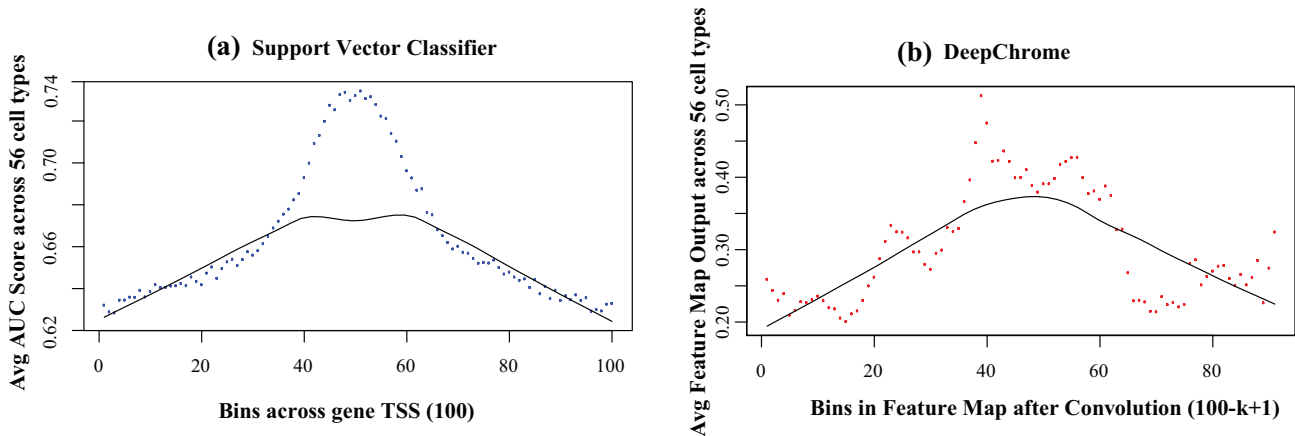 (a) Support Vector Classifier
Avg AUC Score across 56 cell types
0.74
0.70
0.66
0.62
0 20 40 60 80 100
Bins across gene TSS (100)
(b) DeepChrome
Avg Feature Map Output across 56 cell types
0.50
0.40
0.30
0.20
0 20 40 60 80
Bins in Feature Map after Convolution (100-k+1)